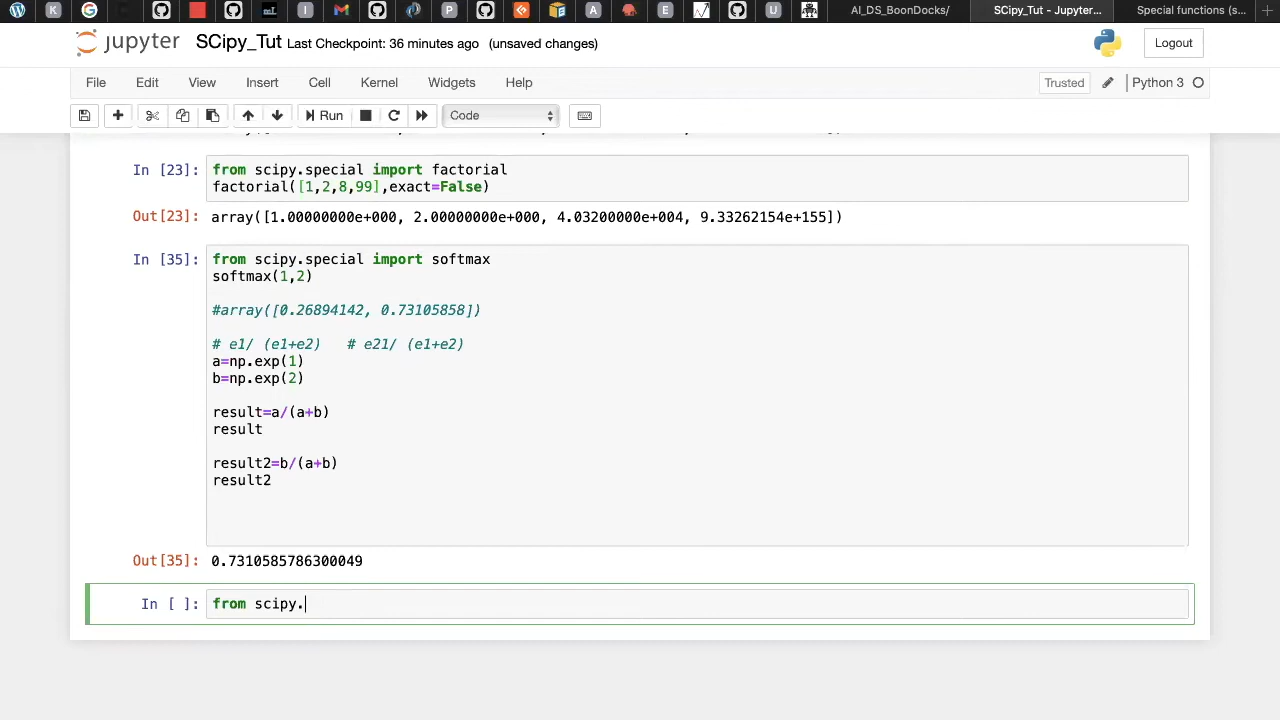 AI_DS_BoonDocks/
SCipy_Tut - Jupyter...
Special functions (s...
jupyter SCipy_Tut Last Checkpoint: 36 minutes ago (unsaved changes)
Logout
File Edit View Insert Cell Kernel Widgets Help
Trusted
Python 3
Run
Code
In [23]: from scipy.special import factorial
factorial([1,2,8,99],exact=False)
Out[23]: array([1.00000000e+000, 2.00000000e+000, 4.03200000e+004, 9.33262154e+155])
In [35]: from scipy.special import softmax
softmax(1,2)
#array([0.26894142, 0.73105858])
# e1/ (e1+e2)   # e21/ (e1+e2)
a=np.exp(1)
b=np.exp(2)
result=a/(a+b)
result
result2=b/(a+b)
result2
Out[35]: 0.7310585786300049
In [ ]: from scipy.